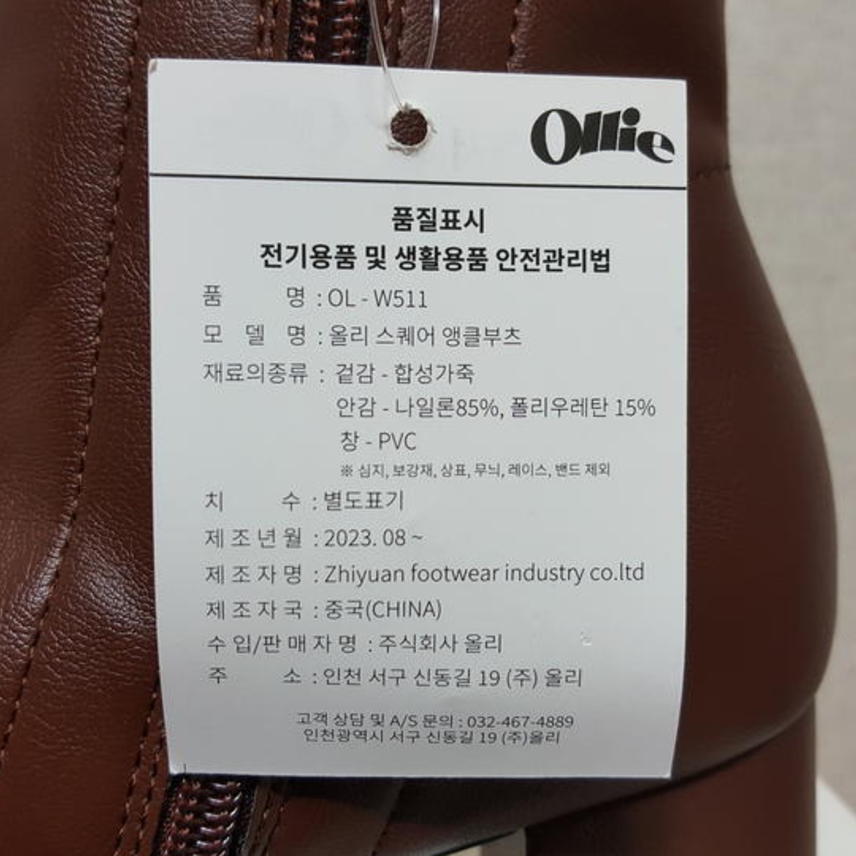 Ollie
품질표시
전기용품 및 생활용품 안전관리법
품 명 : OL - W511
모 델 명 : 올리 스퀘어 앵클부츠
재료의종류 : 겉감 - 합성가죽
안감 - 나일론85%, 폴리우레탄 15%
창 - PVC
※ 심지, 보강재, 상표, 무늬, 레이스, 밴드 제외
치 수 : 별도표기
제 조 년 월 : 2023. 08 ~
제 조 자 명 : Zhiyuan footwear industry co.ltd
제 조 자 국 : 중국(CHINA)
수 입/판 매 자 명 : 주식회사 올리
주 소 : 인천 서구 신동길 19 (주) 올리
고객 상담 및 A/S 문의 : 032-467-4889
인천광역시 서구 신동길 19 (주)올리